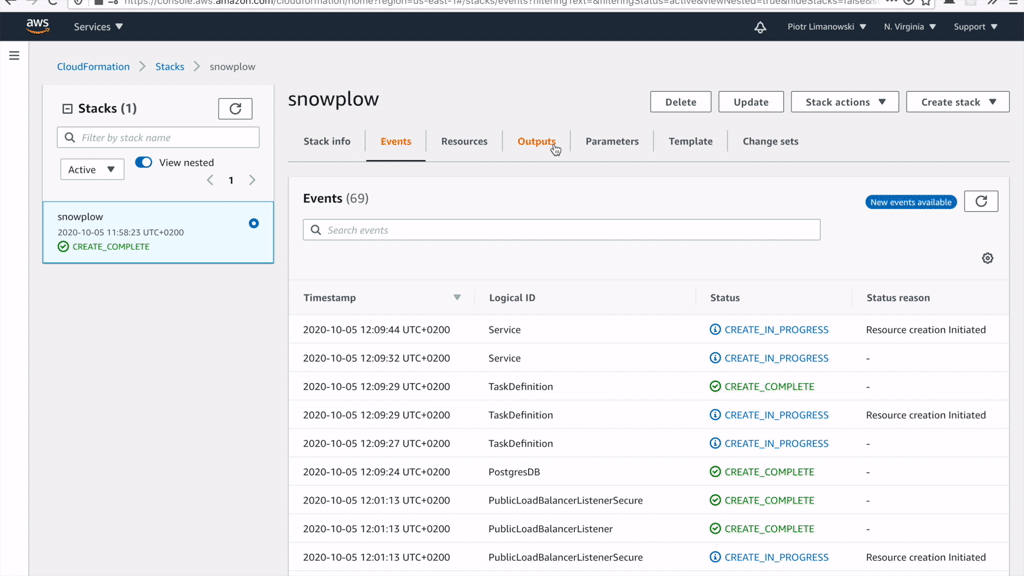 https://console.aws.amazon.com/cloudformation/home?region=us-east-1#/stacks/events?filteringText=&filteringStatus=active&viewNested=true&hideStacks=false&s
aws Services Piotr Limanowski N. Virginia Support
CloudFormation Stacks snowplow
Stacks (1)
Filter by stack name
Active View nested
1
snowplow
2020-10-05 11:58:23 UTC+0200
CREATE_COMPLETE
snowplow Delete Update Stack actions Create stack
Stack info Events Resources Outputs Parameters Template Change sets
Events (69) New events available
Search events
Timestamp Logical ID Status Status reason
2020-10-05 12:09:44 UTC+0200 Service CREATE_IN_PROGRESS Resource creation Initiated
2020-10-05 12:09:32 UTC+0200 Service CREATE_IN_PROGRESS -
2020-10-05 12:09:29 UTC+0200 TaskDefinition CREATE_COMPLETE -
2020-10-05 12:09:29 UTC+0200 TaskDefinition CREATE_IN_PROGRESS Resource creation Initiated
2020-10-05 12:09:27 UTC+0200 TaskDefinition CREATE_IN_PROGRESS -
2020-10-05 12:09:24 UTC+0200 PostgresDB CREATE_COMPLETE -
2020-10-05 12:01:13 UTC+0200 PublicLoadBalancerListenerSecure CREATE_COMPLETE -
2020-10-05 12:01:13 UTC+0200 PublicLoadBalancerListener CREATE_COMPLETE -
2020-10-05 12:01:13 UTC+0200 PublicLoadBalancerListenerSecure CREATE_IN_PROGRESS Resource creation Initiated